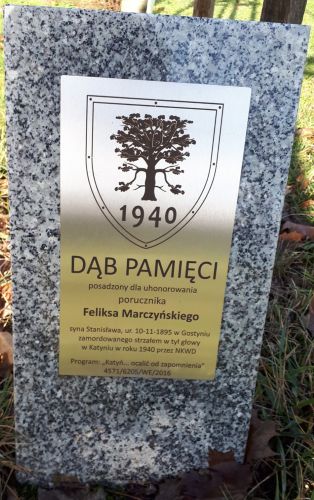 1940
DĄB PAMIĘCI
posadzony dla uhonorowania
porucznika
Feliksa Marczyńskiego
syna Stanisława, ur. 10-11-1895 w Gostyniu
zamordowanego strzałem w tył głowy
w Katyniu w roku 1940 przez NKWD
Program: „Katyń... ocalić od zapomnienia"
4571/6205/WE/2016